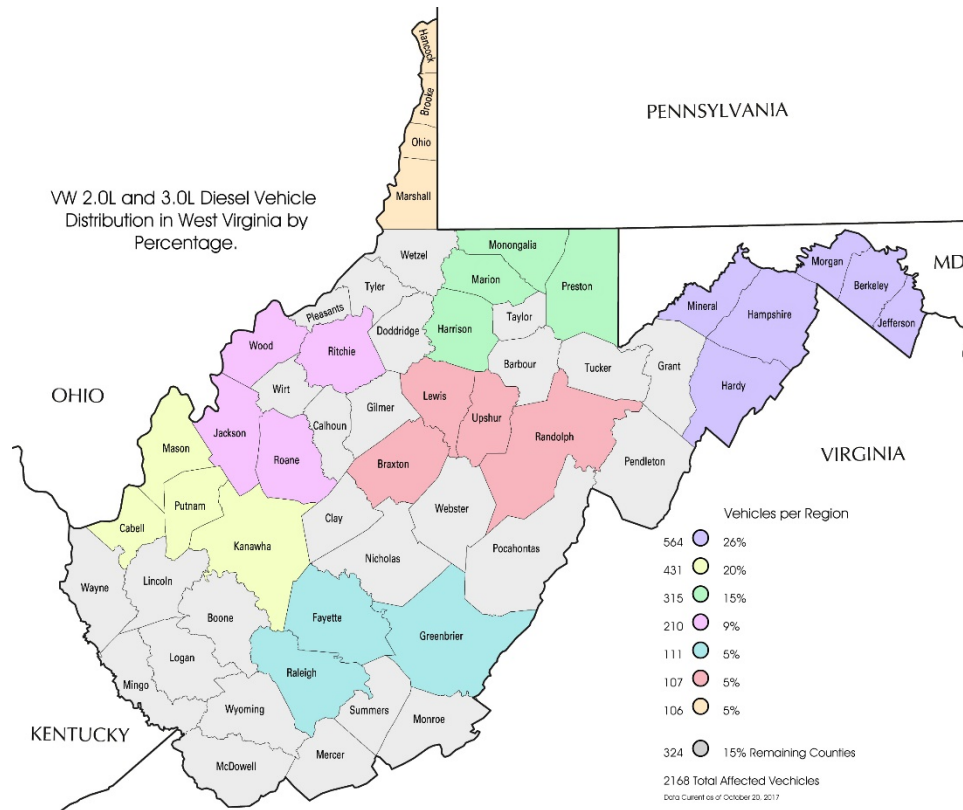 Hancock
Brooke
PENNSYLVANIA
Ohio
Marshall
VW 2.0L and 3.0L Diesel Vehicle
Distribution in West Virginia by
Percentage.
Wetzel
Monongalia
Marion
Preston
Morgan
MD
Berkeley
Jefferson
Mineral
Hampshire
Tyler
Pleasants
Doddridge
Harrison
Taylor
Wood
Ritchie
Barbour
Tucker
Grant
Hardy
OHIO
Wirt
Gilmer
Lewis
Upshur
Calhoun
Jackson
Roane
Randolph
Mason
Braxton
Pendleton
VIRGINIA
Putnam
Cabell
Kanawha
Clay
Webster
Pocahontas
Nicholas
Wayne
Lincoln
Boone
Fayette
Greenbrier
Logan
Raleigh
Mingo
Wyoming
Summers
Monroe
KENTUCKY
McDowell
Mercer
Vehicles per Region
564 26%
431 20%
315 15%
210 9%
111 5%
107 5%
106 5%
324 15% Remaining Counties
2168 Total Affected Vechicles
Data Current as of October 20, 2017